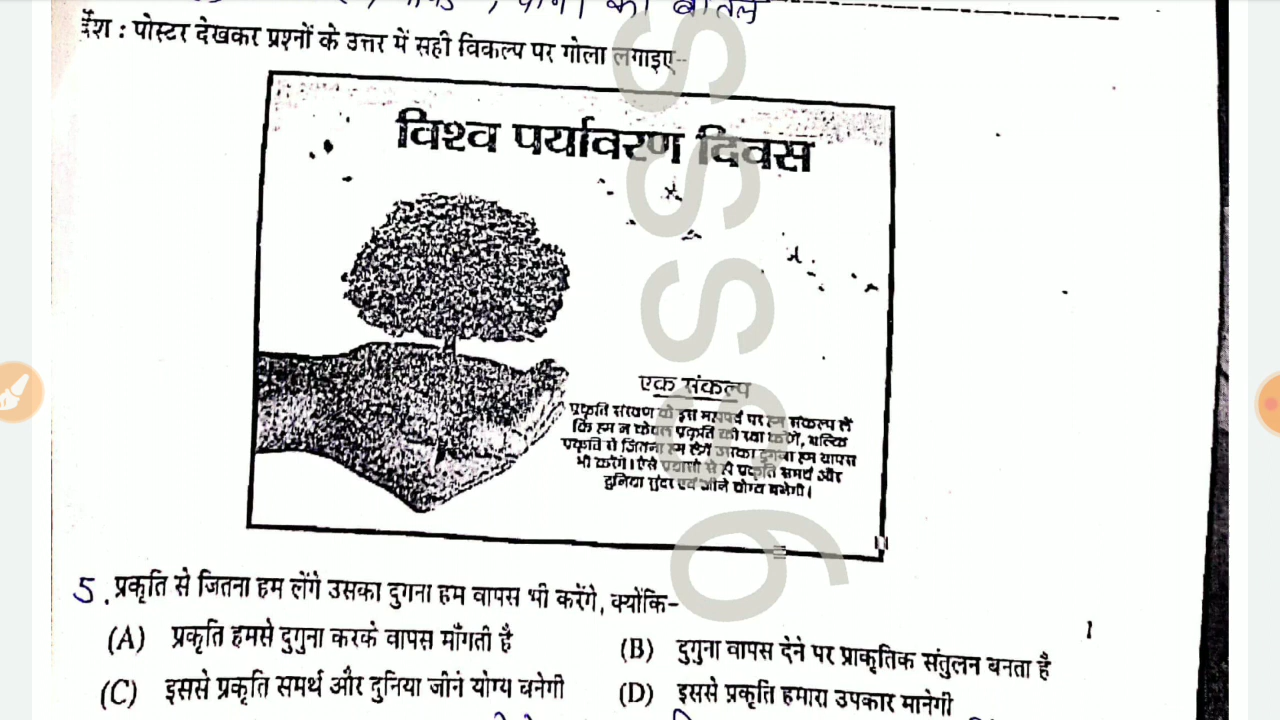 की बोतल
: पोस्टर देखकर प्रश्नों के उत्तर में सही विकल्प पर गोला लगाइए--
विश्व पर्यावरण दिवस
एक संकल्प
प्रकृति संरक्षण के इस महापर्व पर हम संकल्प लें
कि हम न केवल प्रकृति की रक्षा करेंगे, बल्कि
प्रकृति से जितना हम लेंगे उसका दुगना हम वापस
भी करेंगे। ऐसे प्रयासों से ही प्रकृति समर्थ और
दुनिया सुंदर एवं जीने योग्य बनेगी।
5. प्रकृति से जितना हम लेंगे उसका दुगना हम वापस भी करेंगे, क्योंकि-
1
(A) प्रकृति हमसे दुगुना करके वापस माँगती है
(B) दुगुना वापस देने पर प्राकृतिक संतुलन बनता है
(C) इससे प्रकृति समर्थ और दुनिया जीने योग्य बनेगी
(D) इससे प्रकृति हमारा उपकार मानेगी